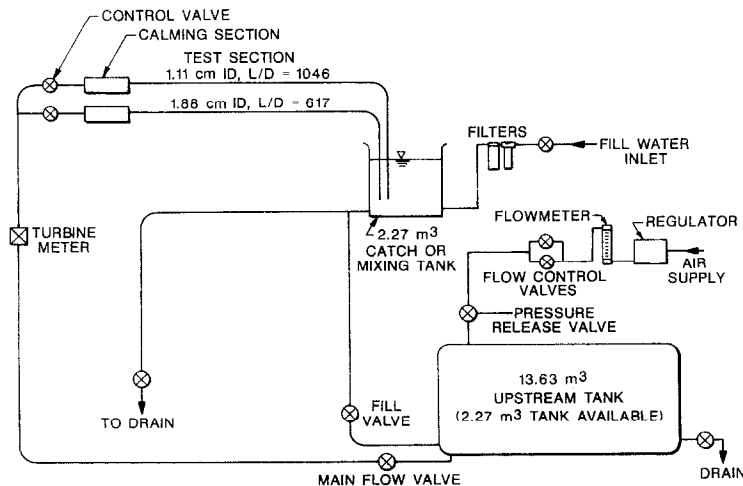 CONTROL VALVE
CALMING SECTION
TEST SECTION
1.11 cm ID, L/D = 1046
1.88 cm ID, L/D = 617
FILTERS
FILL WATER
INLET
2.27 m³
CATCH OR
MIXING TANK
TURBINE
METER
FLOWMETER
REGULATOR
AIR
SUPPLY
FLOW CONTROL
VALVES
PRESSURE
RELEASE VALVE
13.63 m³
UPSTREAM TANK
(2.27 m³ TANK AVAILABLE)
TO DRAIN
FILL
VALVE
MAIN FLOW VALVE
DRAIN